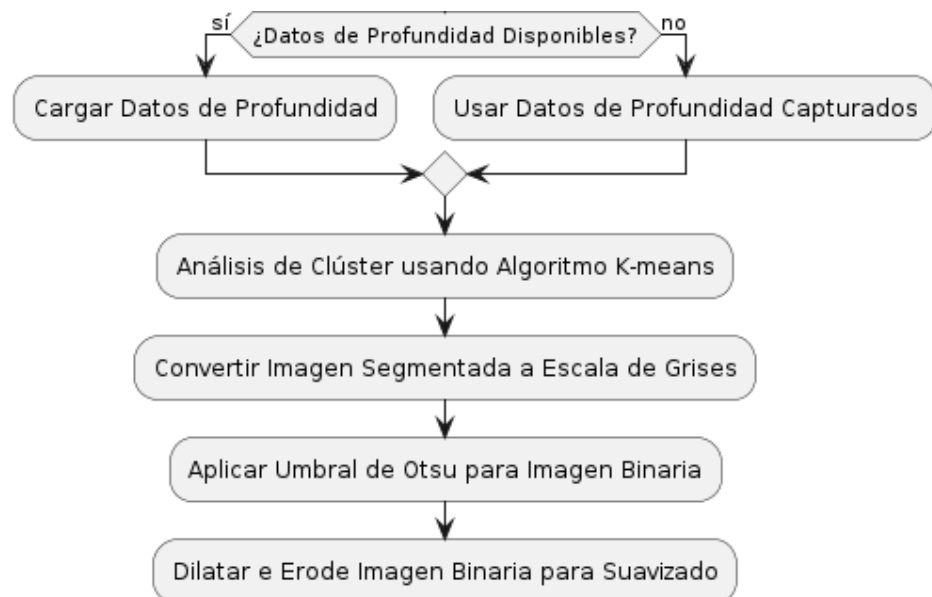 sí
¿Datos de Profundidad Disponibles?
no
Cargar Datos de Profundidad
Usar Datos de Profundidad Capturados
Análisis de Clúster usando Algoritmo K-means
Convertir Imagen Segmentada a Escala de Grises
Aplicar Umbral de Otsu para Imagen Binaria
Dilatar e Erode Imagen Binaria para Suavizado